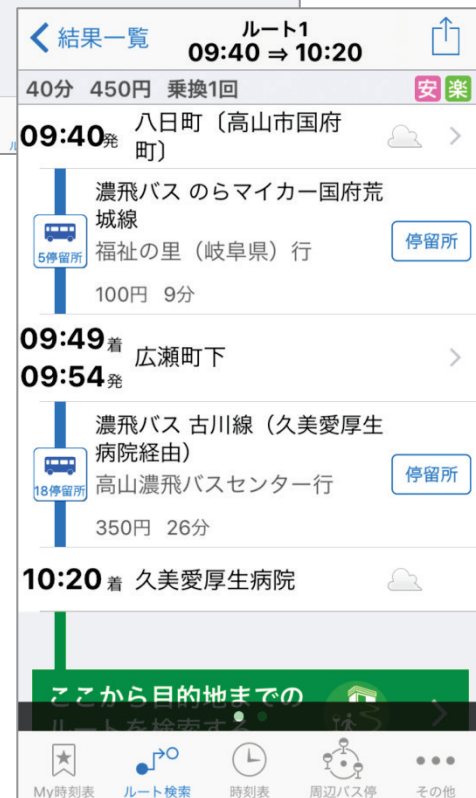 結果一覧
ルート1
09:40 ⇒ 10:20
40分 450円 乗換1回
安 楽
09:40発 八日町〔高山市国府
町〕
濃飛バス のらマイカー国府荒
城線
5停留所
福祉の里（岐阜県）行
停留所
100円 9分
09:49着
09:54発
広瀬町下
濃飛バス 古川線（久美愛厚生
病院経由）
18停留所
高山濃飛バスセンター行
停留所
350円 26分
10:20着 久美愛厚生病院
ここから目的地までの
ルートを検索する
My時刻表 ルート検索 時刻表 周辺バス停 その他